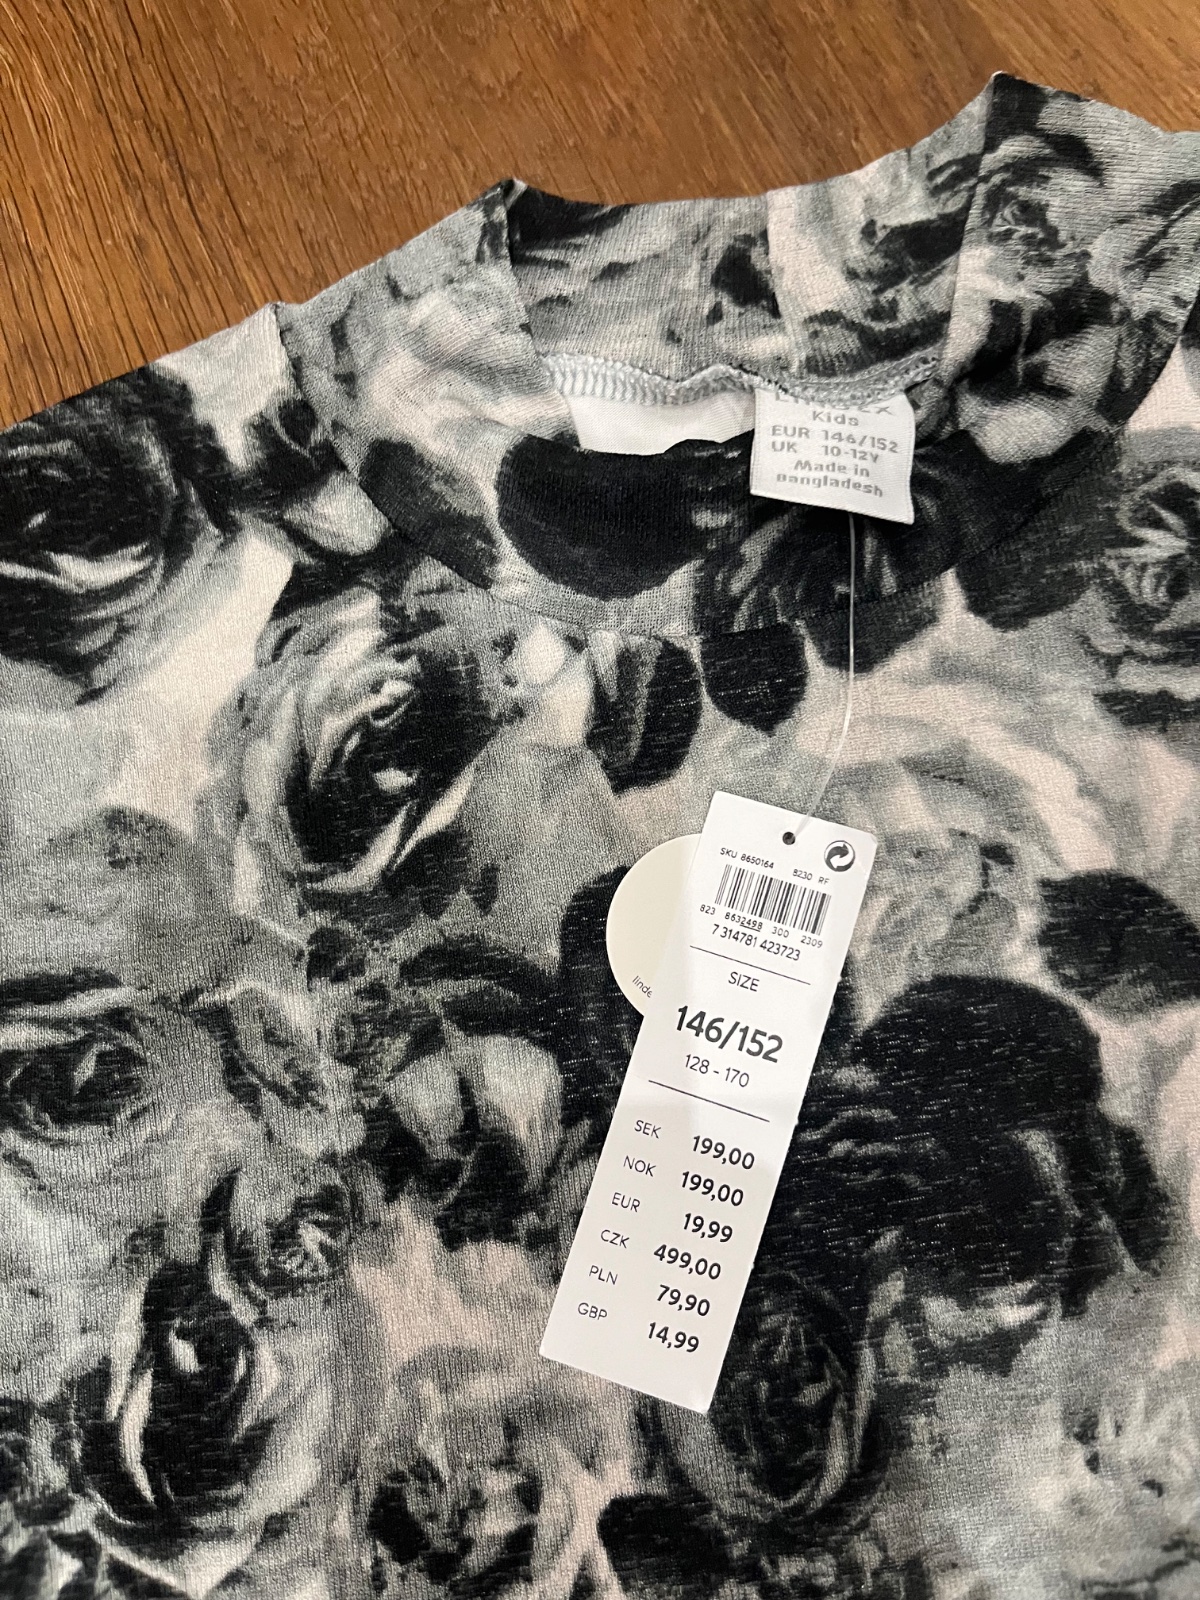 Kids
EUR 146/152
UK 10-12Y
Made in
Bangladesh
SKU 8650164 8230 RF
823 8632498 300 2309
7 314781 423723
SIZE
146/152
128 - 170
SEK 199,00
NOK 199,00
EUR 19,99
CZK 499,00
PLN 79,90
GBP 14,99
linde